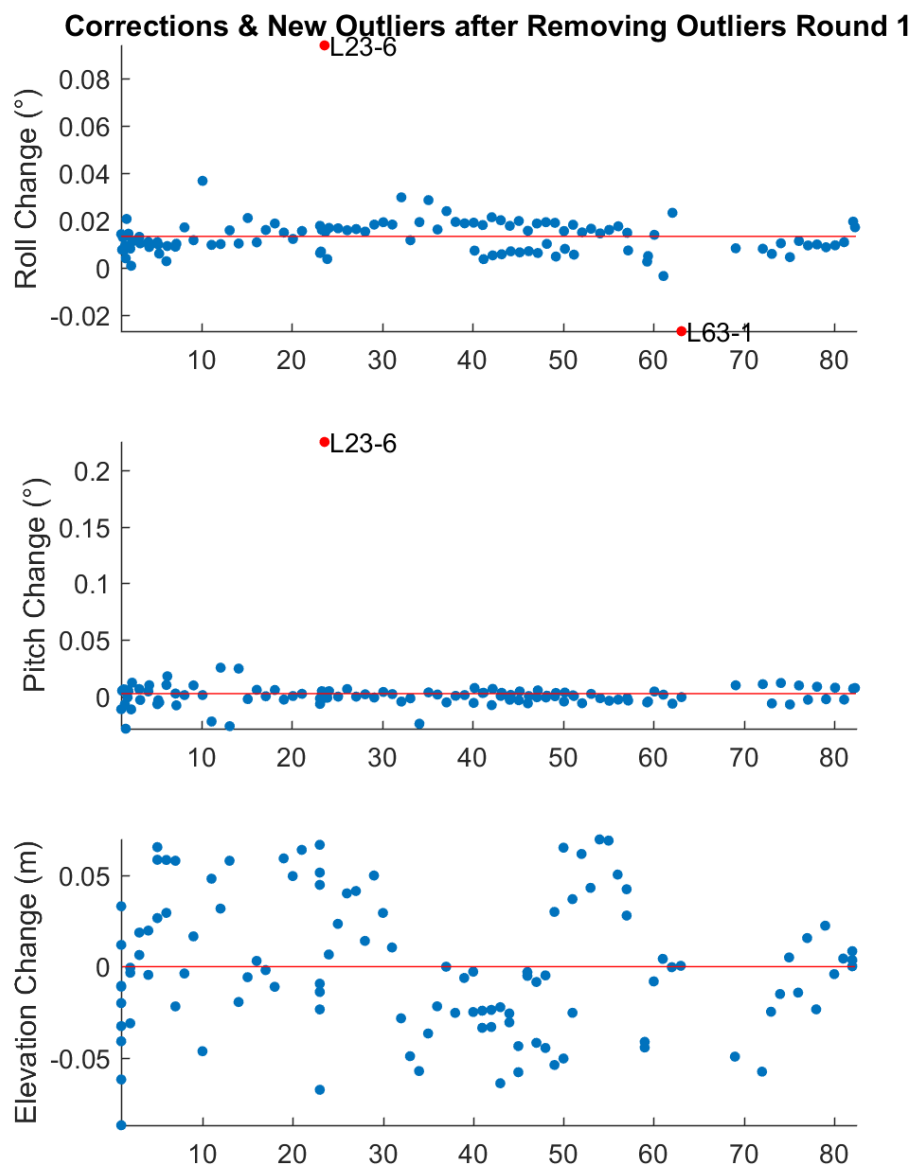 Corrections & New Outliers after Removing Outliers Round 1
L23-6
0.08
0.06
0.04
0.02
0
-0.02
Roll Change (°)
L63-1
10 20 30 40 50 60 70 80
L23-6
0.2
0.15
0.1
0.05
0
Pitch Change (°)
10 20 30 40 50 60 70 80
0.05
0
-0.05
Elevation Change (m)
10 20 30 40 50 60 70 80